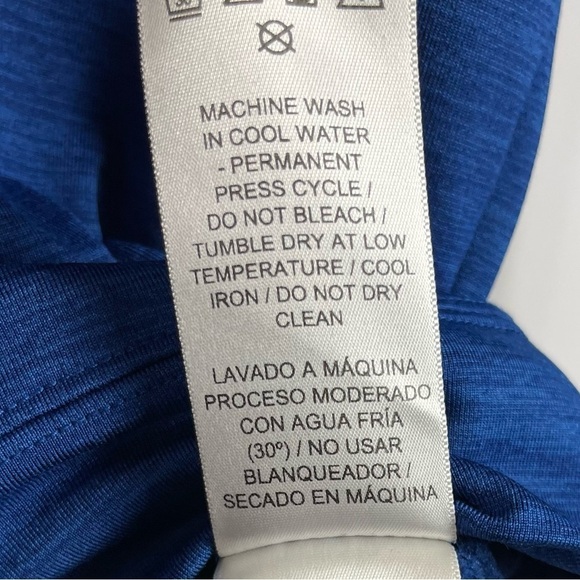 MACHINE WASH
IN COOL WATER
- PERMANENT
PRESS CYCLE /
DO NOT BLEACH /
TUMBLE DRY AT LOW
TEMPERATURE / COOL
IRON / DO NOT DRY
CLEAN
LAVADO A MÁQUINA
PROCESO MODERADO
CON AGUA FRÍA
(30º) / NO USAR
BLANQUEADOR /
SECADO EN MÁQUINA